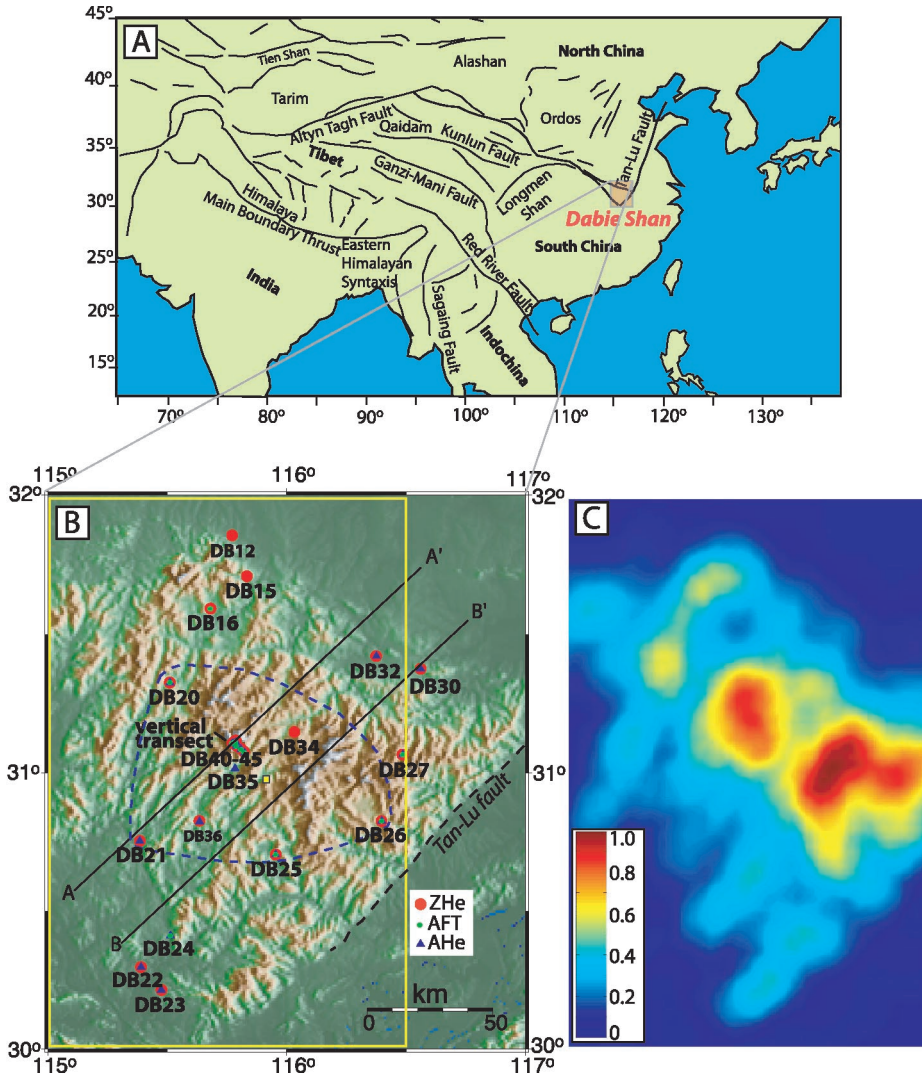 A
45º
40º
35º
30º
25º
20º
15º
70º
80º
90º
100º
110º
120º
130º
Tien Shan
Alashan
North China
Tarim
Ordos
Altyn Tagh Fault
Qaidam
Kunlun Fault
Tan-Lu Fault
Tibet
Ganzi-Mani Fault
Longmen
Shan
Himalaya
Main Boundary Thrust
Dabie Shan
Eastern
Himalayan
Syntaxis
South China
Red River Fault
India
Sagaing Fault
Indochina
115º
116º
117º
32º
32º
B
DB12
A'
DB15
B'
DB16
DB32
DB30
DB20
vertical
transect
DB34
DB40-45
DB27
31º
31º
DB35
DB36
DB26
DB21
DB25
Tan-Lu fault
A
ZHe
AFT
AHe
B
DB24
DB22
DB23
km
0
50
30º
30º
115º
116º
117º
C
1.0
0.8
0.6
0.4
0.2
0